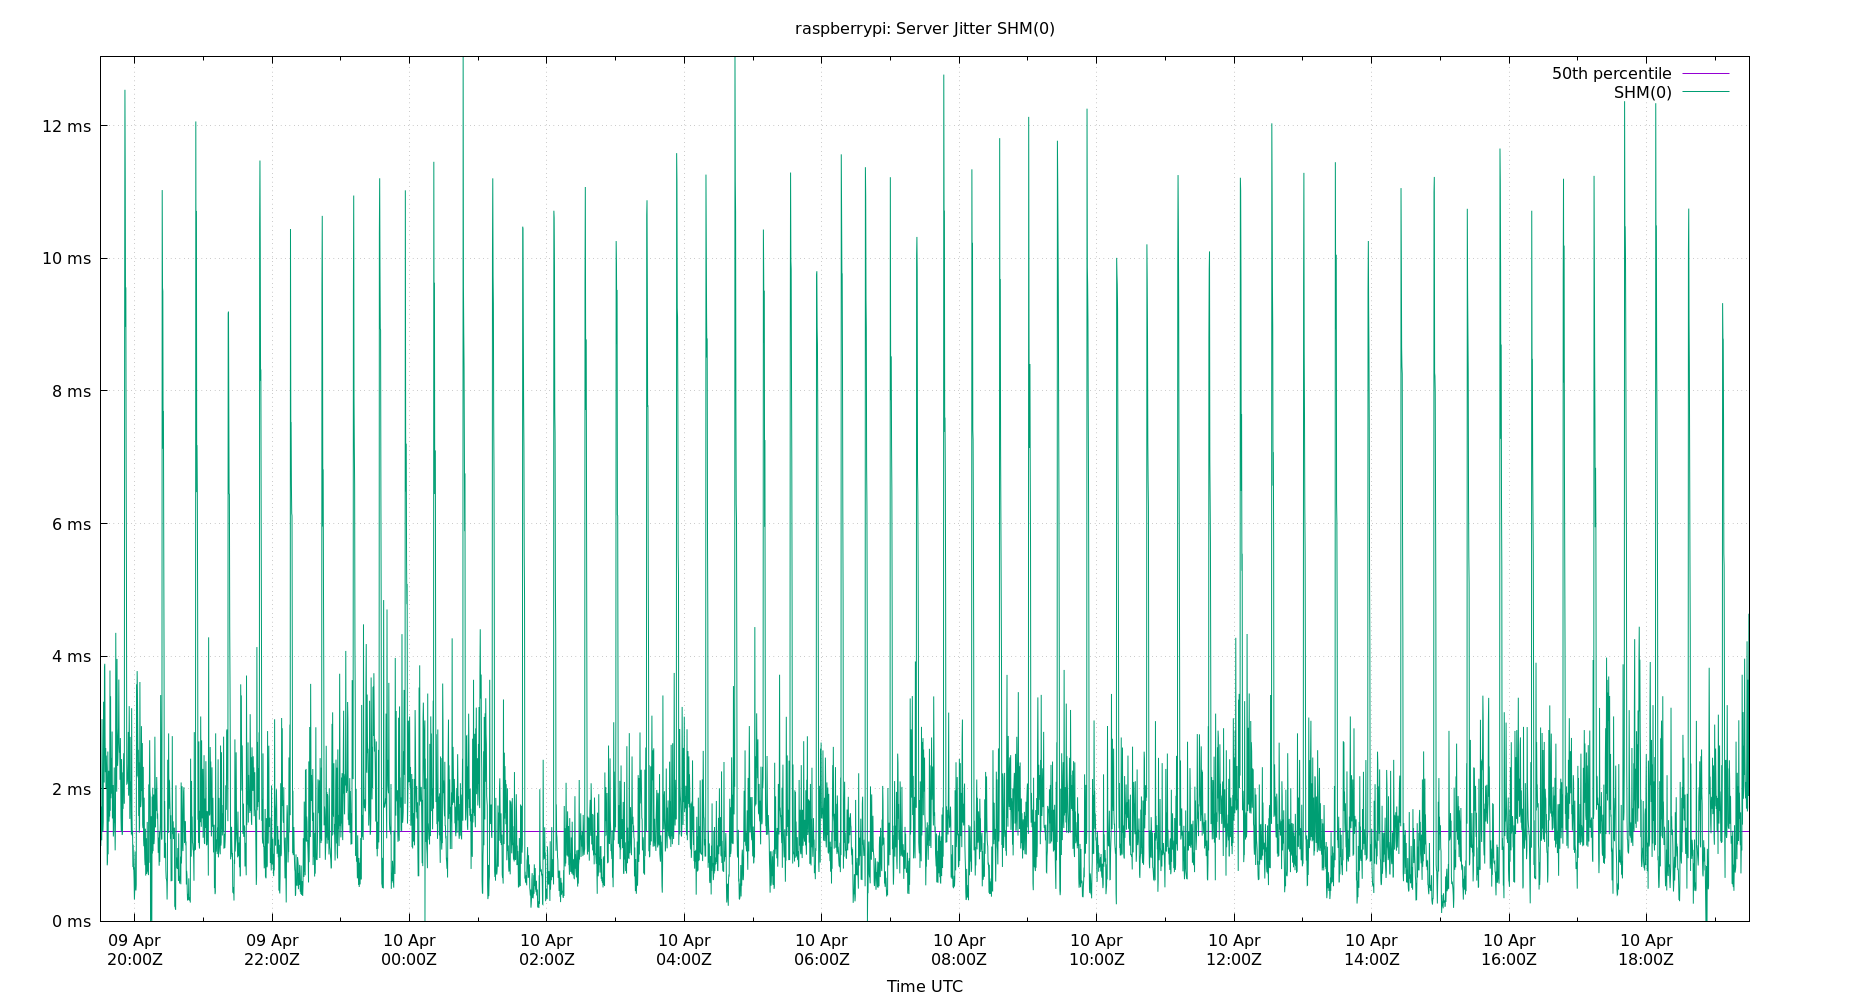 raspberrypi: Server Jitter SHM(0)
50th percentile
SHM(0)
12 ms
10 ms
8 ms
6 ms
4 ms
2 ms
0 ms
09 Apr 09 Apr 10 Apr 10 Apr 10 Apr 10 Apr 10 Apr 10 Apr 10 Apr 10 Apr 10 Apr 10 Apr
20:00Z 22:00Z 00:00Z 02:00Z 04:00Z 06:00Z 08:00Z 10:00Z 12:00Z 14:00Z 16:00Z 18:00Z
Time UTC